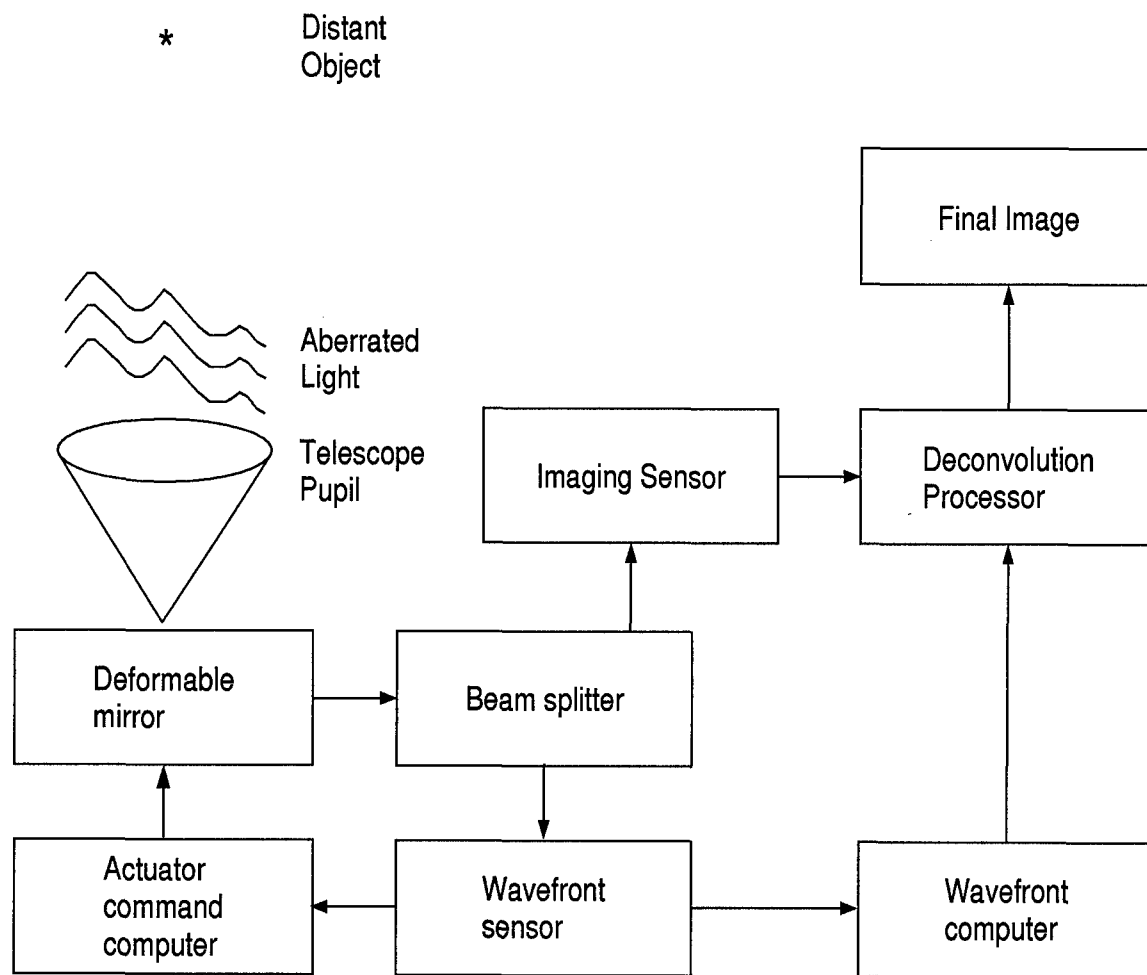 *
Distant
Object
Final Image
Aberrated
Light
Telescope
Pupil
Imaging Sensor
Deconvolution
Processor
Deformable
mirror
Beam splitter
Actuator
command
computer
Wavefront
sensor
Wavefront
computer